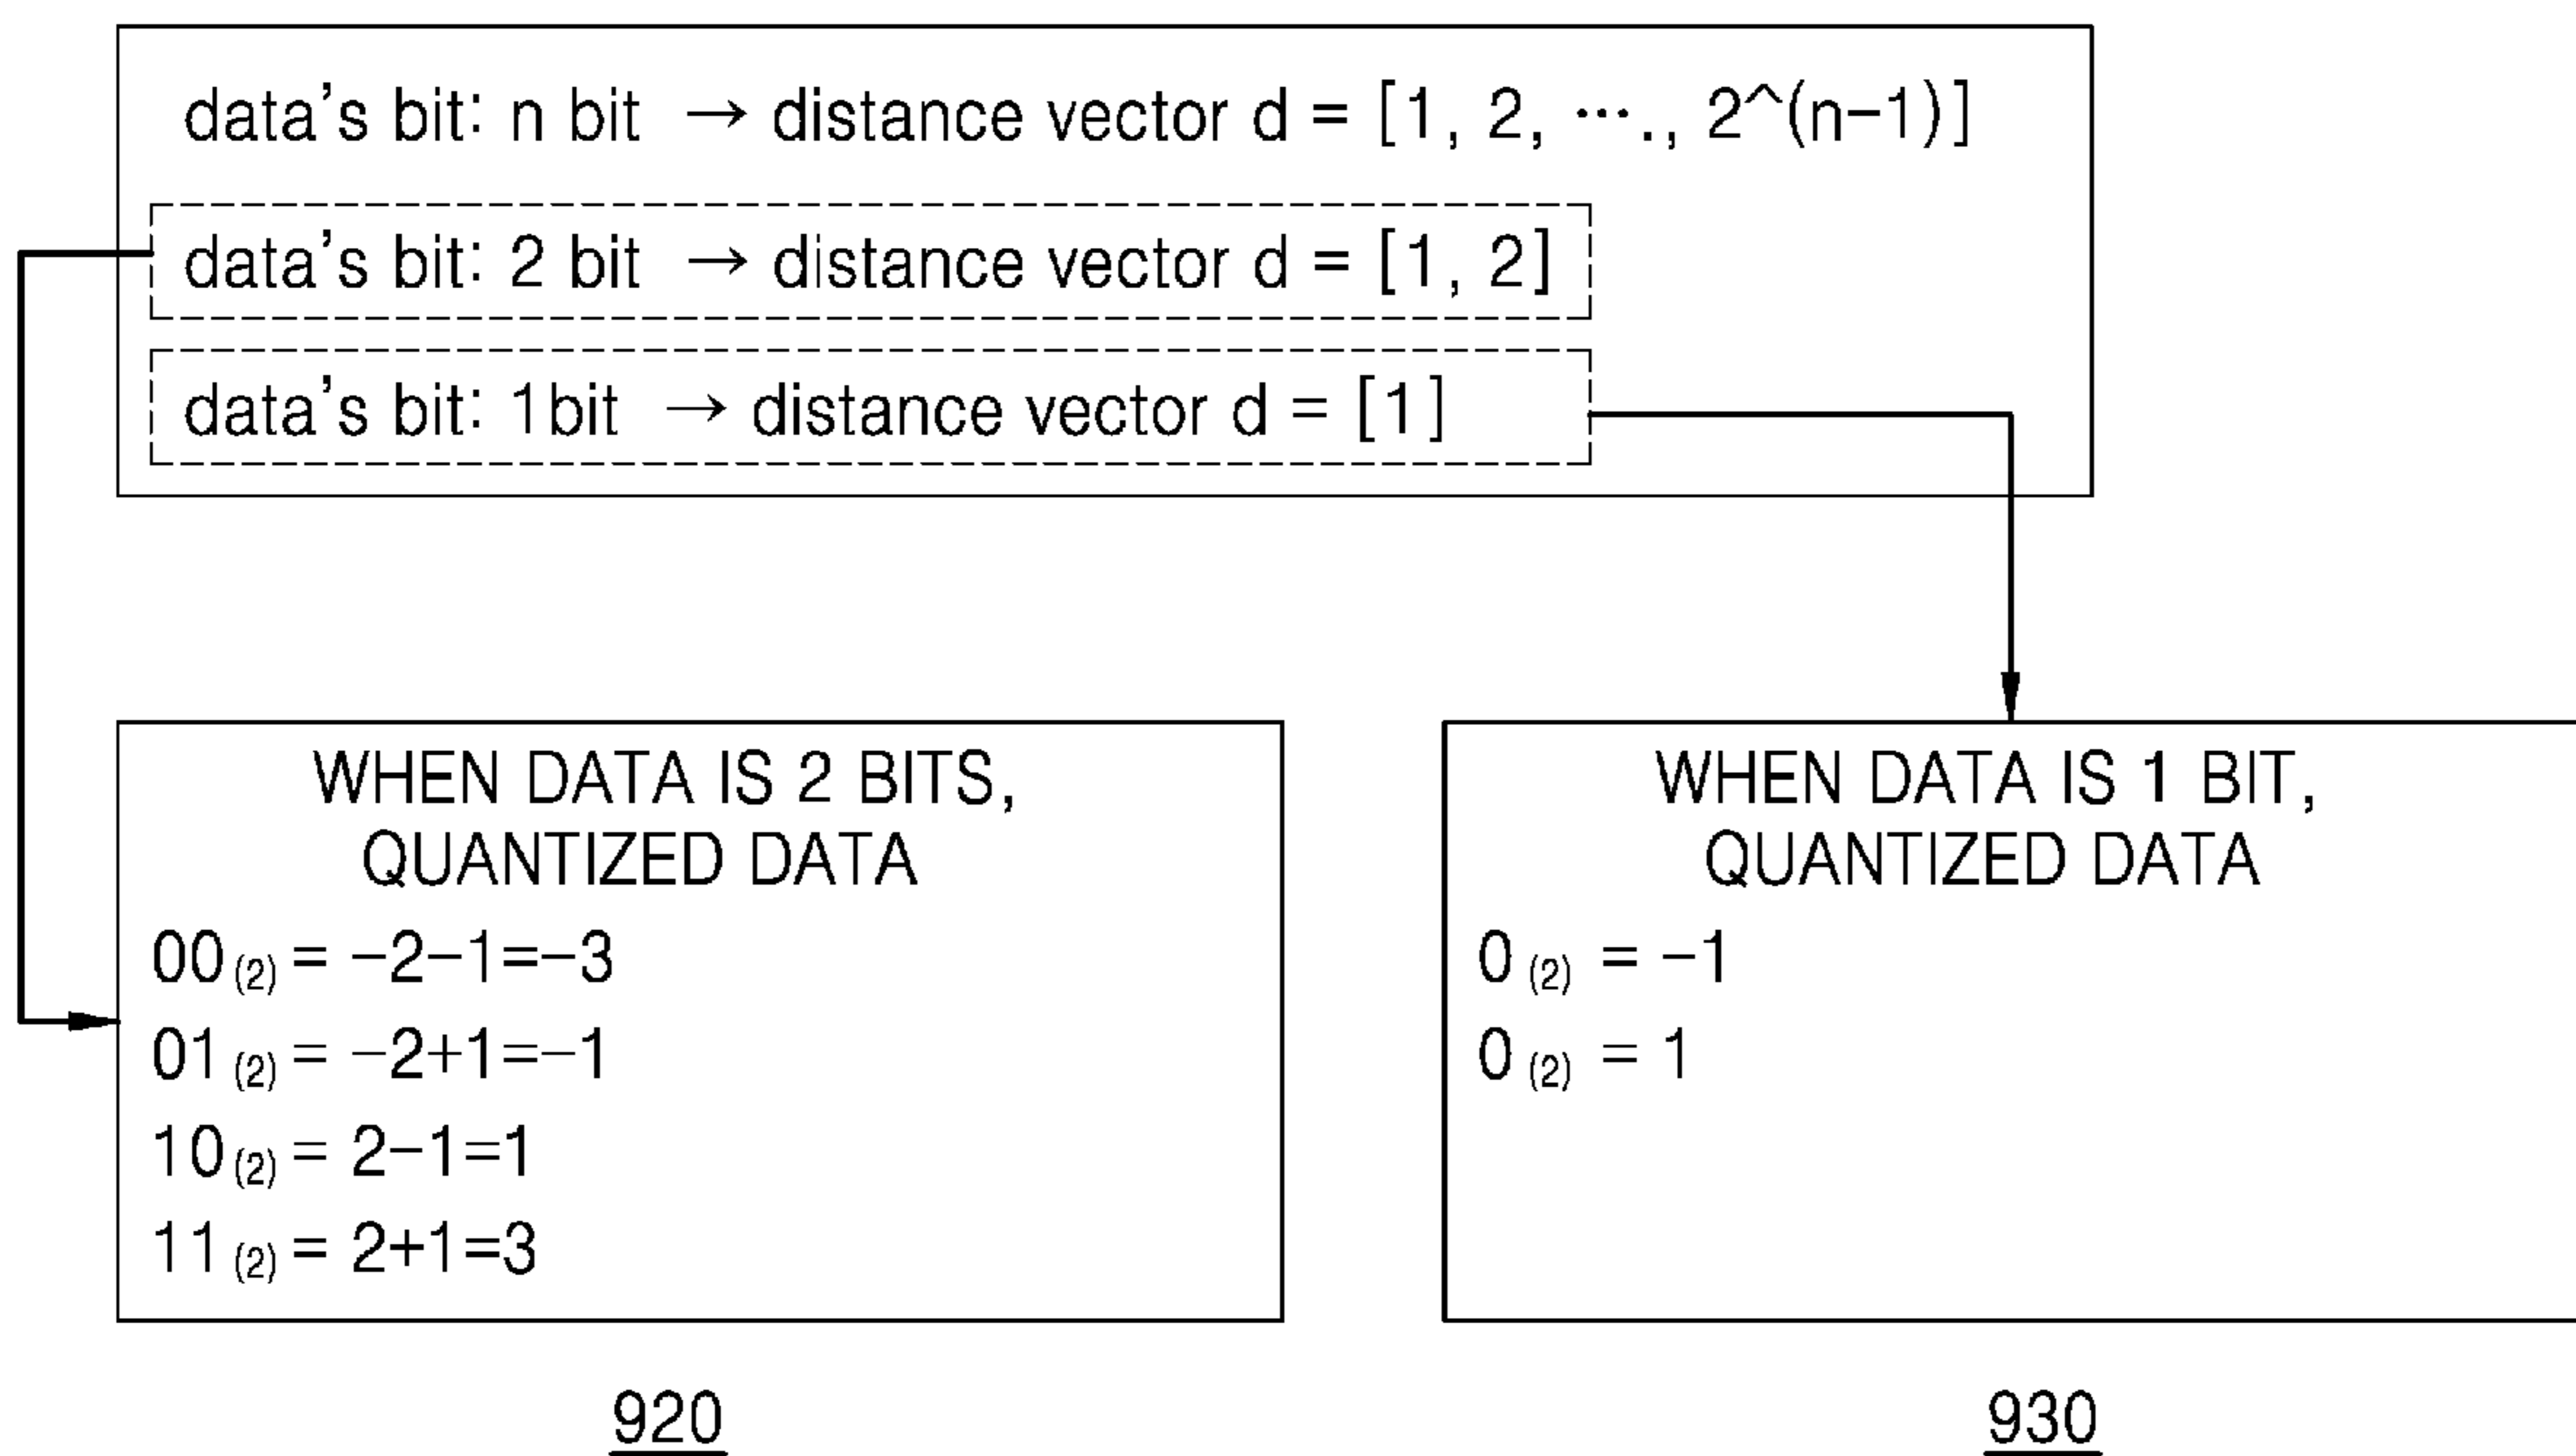 data's bit: n bit → distance vector d = [1, 2, ⋯., 2^(n-1)]
data's bit: 2 bit → distance vector d = [1, 2]
data's bit: 1bit → distance vector d = [1]
WHEN DATA IS 2 BITS,
QUANTIZED DATA
00(2) = -2-1=-3
01(2) = -2+1=-1
10(2) = 2-1=1
11(2) = 2+1=3
920
WHEN DATA IS 1 BIT,
QUANTIZED DATA
0(2) = -1
0(2) = 1
930